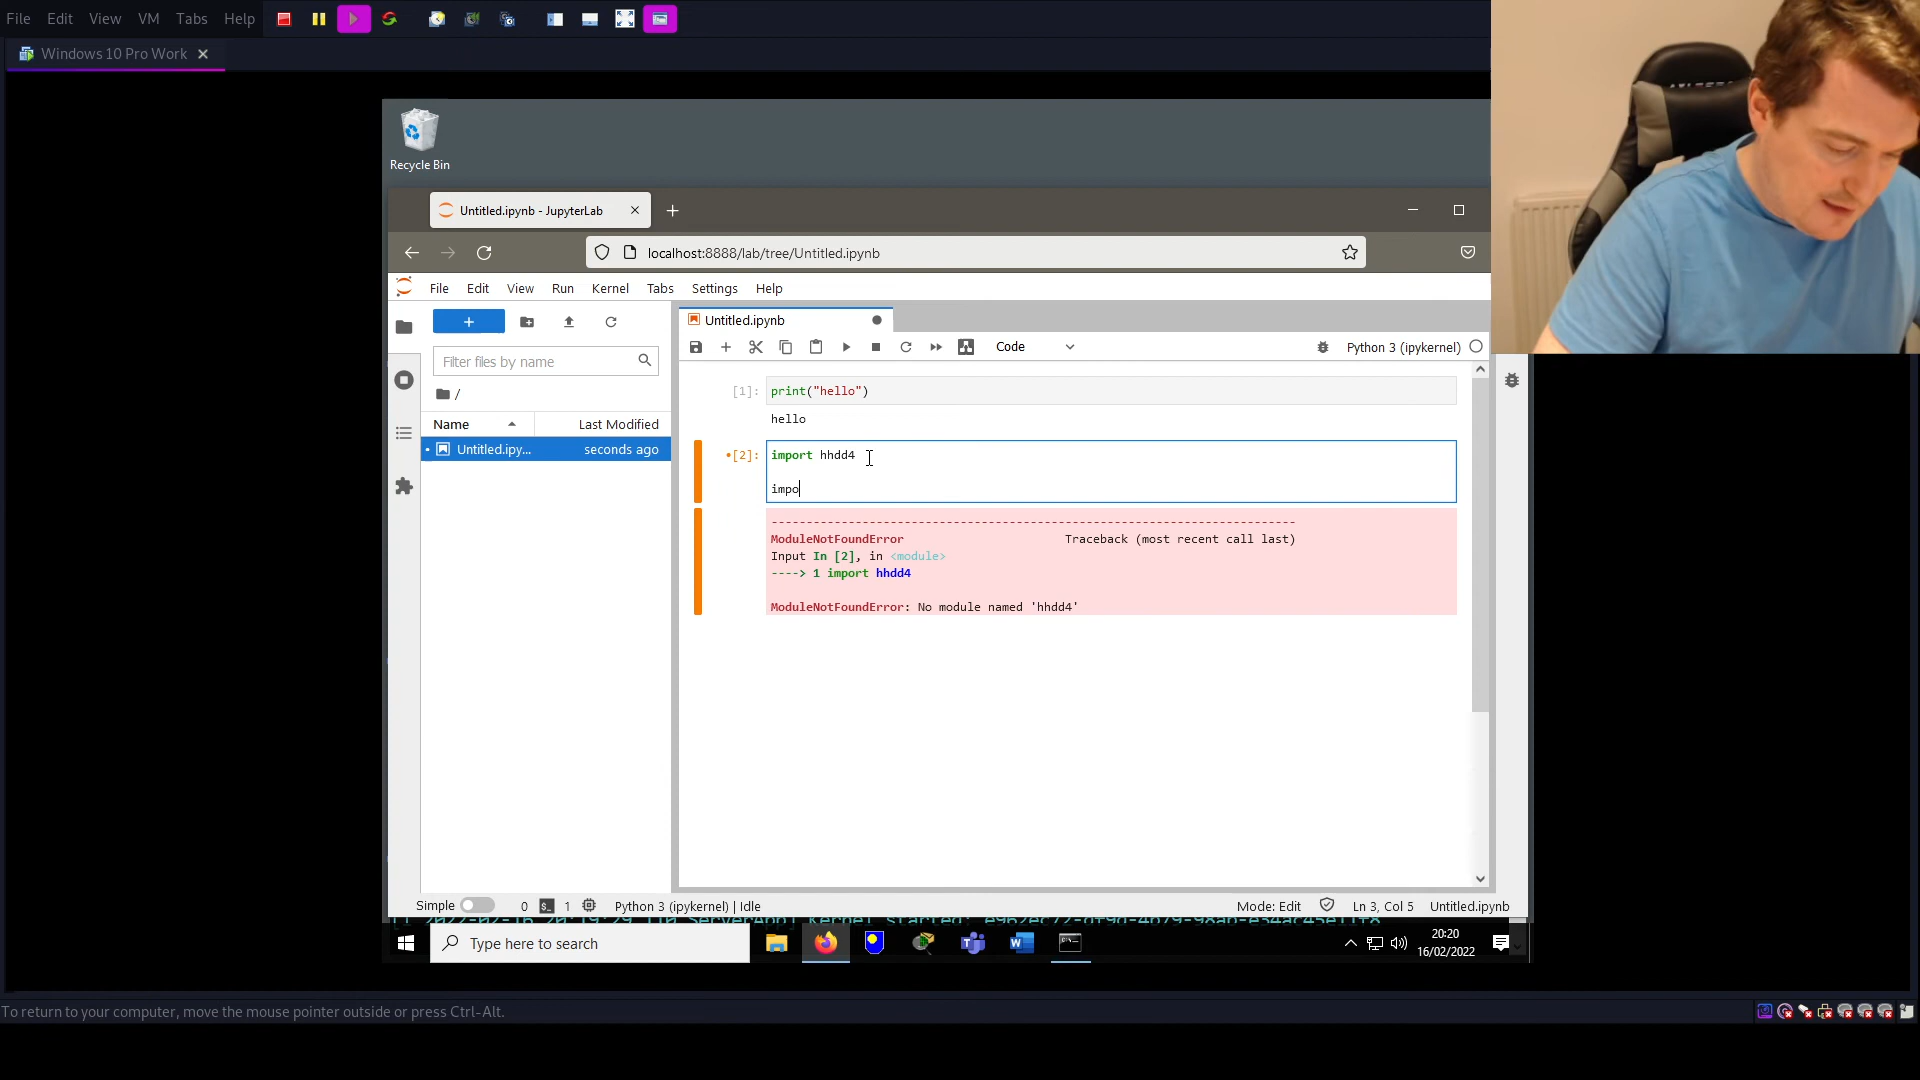 File Edit View VM Tabs Help
Windows 10 Pro Work
Recycle Bin
Untitled.ipynb - JupyterLab
localhost:8888/lab/tree/Untitled.ipynb
File Edit View Run Kernel Tabs Settings Help
Untitled.ipynb
Filter files by name
Code
Python 3 (ipykernel)
/
Name Last Modified
Untitled.ipy... seconds ago
[1]: print("hello")
hello
[2]: import hhdd4
impo
---------------------------------------------------------------------------
ModuleNotFoundError Traceback (most recent call last)
Input In [2], in <module>
----> 1 import hhdd4
ModuleNotFoundError: No module named 'hhdd4'
Simple 0 1 Python 3 (ipykernel) | Idle Mode: Edit Ln 3, Col 5 Untitled.ipynb
Type here to search
20:20
16/02/2022
To return to your computer, move the mouse pointer outside or press Ctrl-Alt.